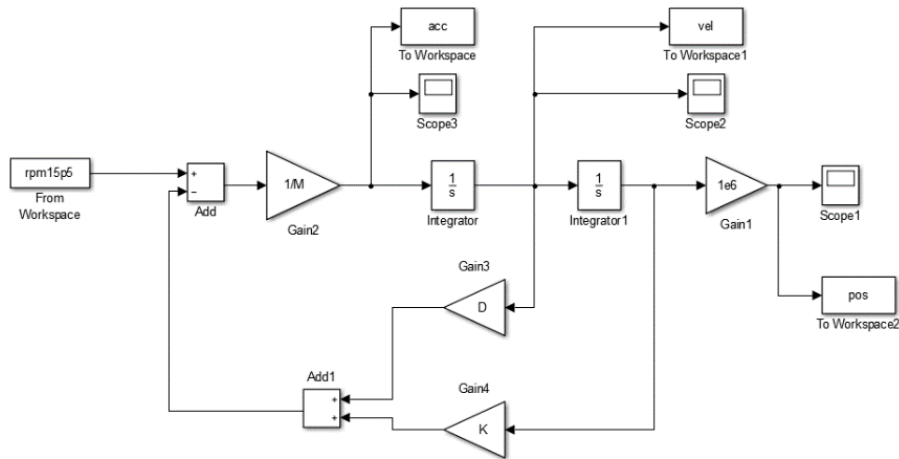 acc
To Workspace
vel
To Workspace1
Scope3
Scope2
rpm15p5
From
Workspace
+
−
Add
1/M
Gain2
1
s
Integrator
1
s
Integrator1
1e6
Gain1
Scope1
pos
To Workspace2
Gain3
D
Add1
+
+
Gain4
K